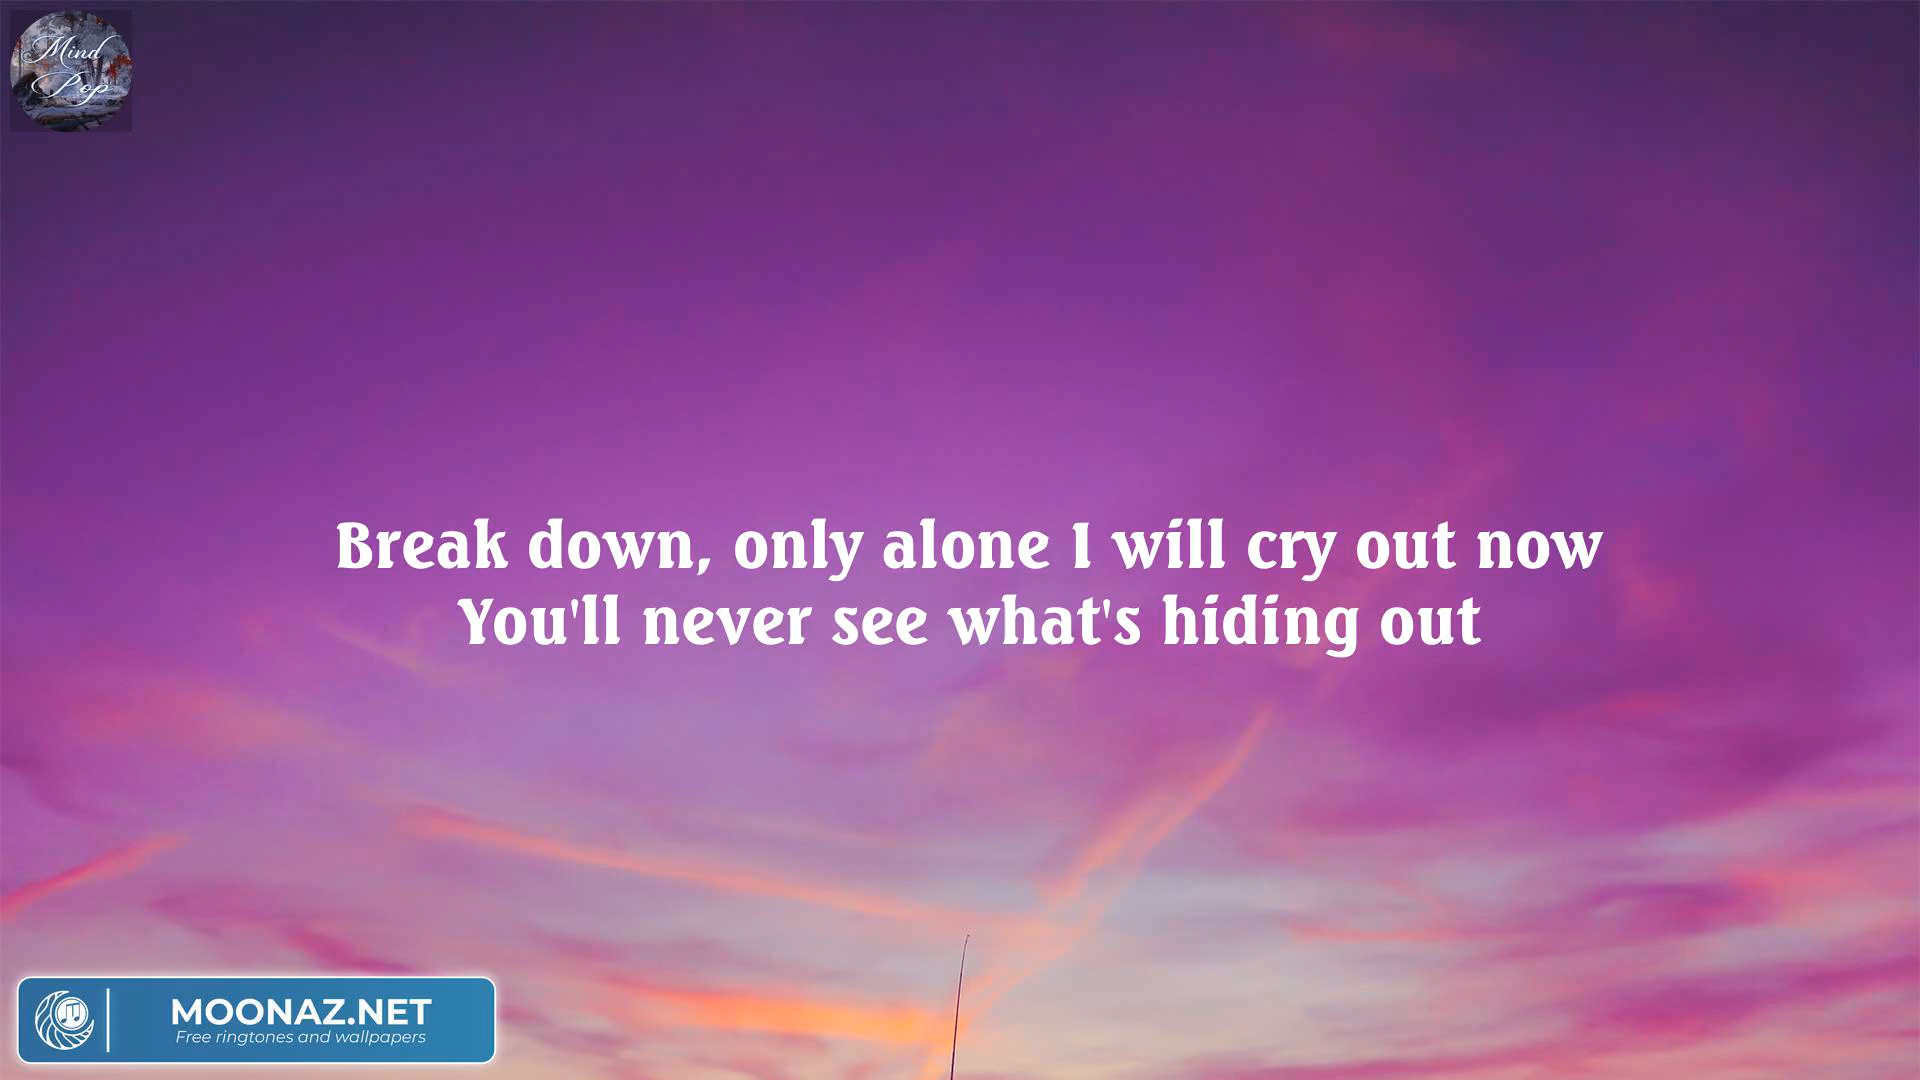 Mind
Pop
Break down, only alone I will cry out now
You'll never see what's hiding out
MOONAZ.NET
Free ringtones and wallpapers